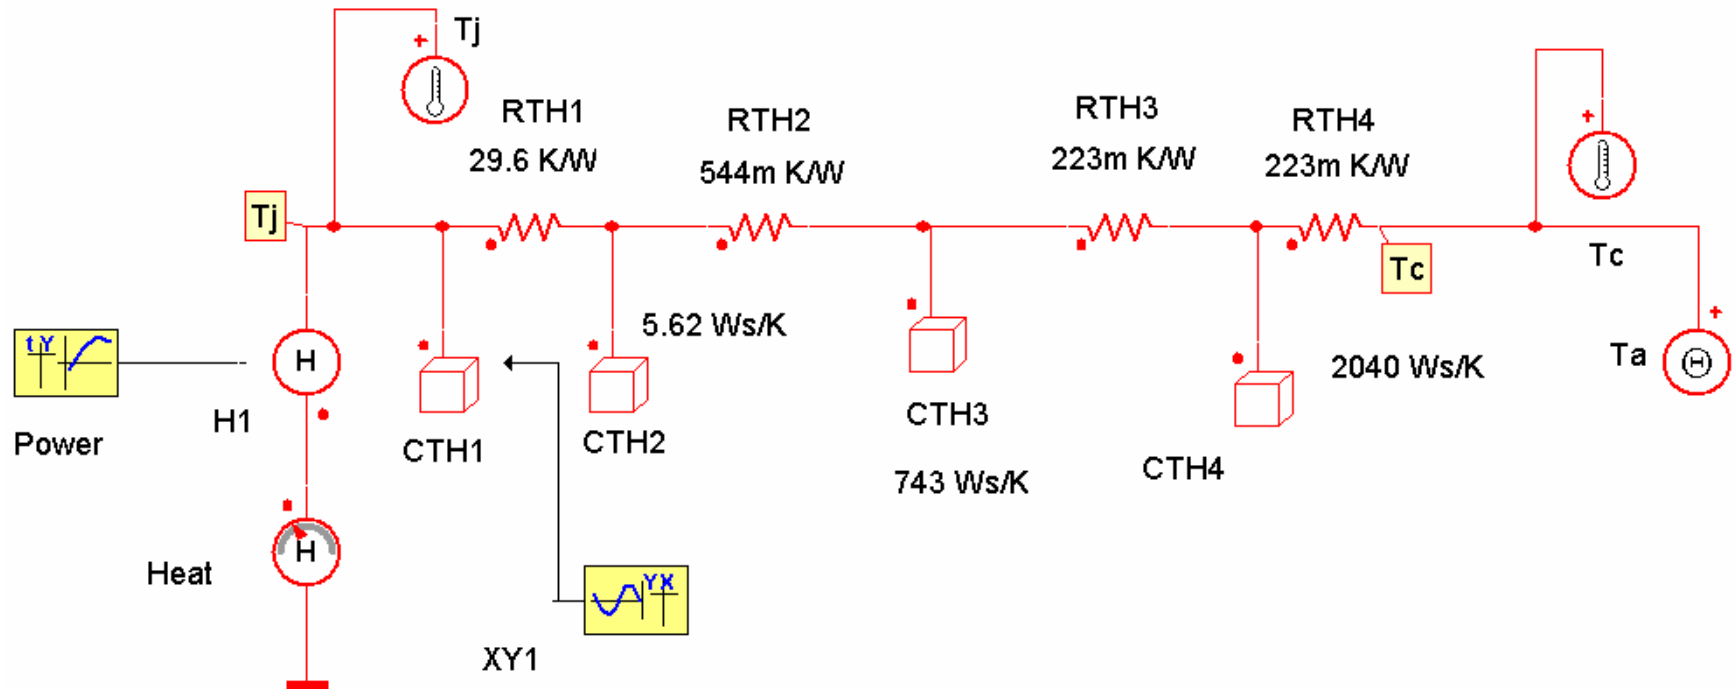 Tj
RTH1
29.6 K/W
RTH2
544m K/W
RTH3
223m K/W
RTH4
223m K/W
Tj
Tc
Tc
t Y
H
H1
Power
5.62 Ws/K
CTH1
CTH2
CTH3
743 Ws/K
2040 Ws/K
CTH4
Ta
Θ
H
Heat
Y X
XY1